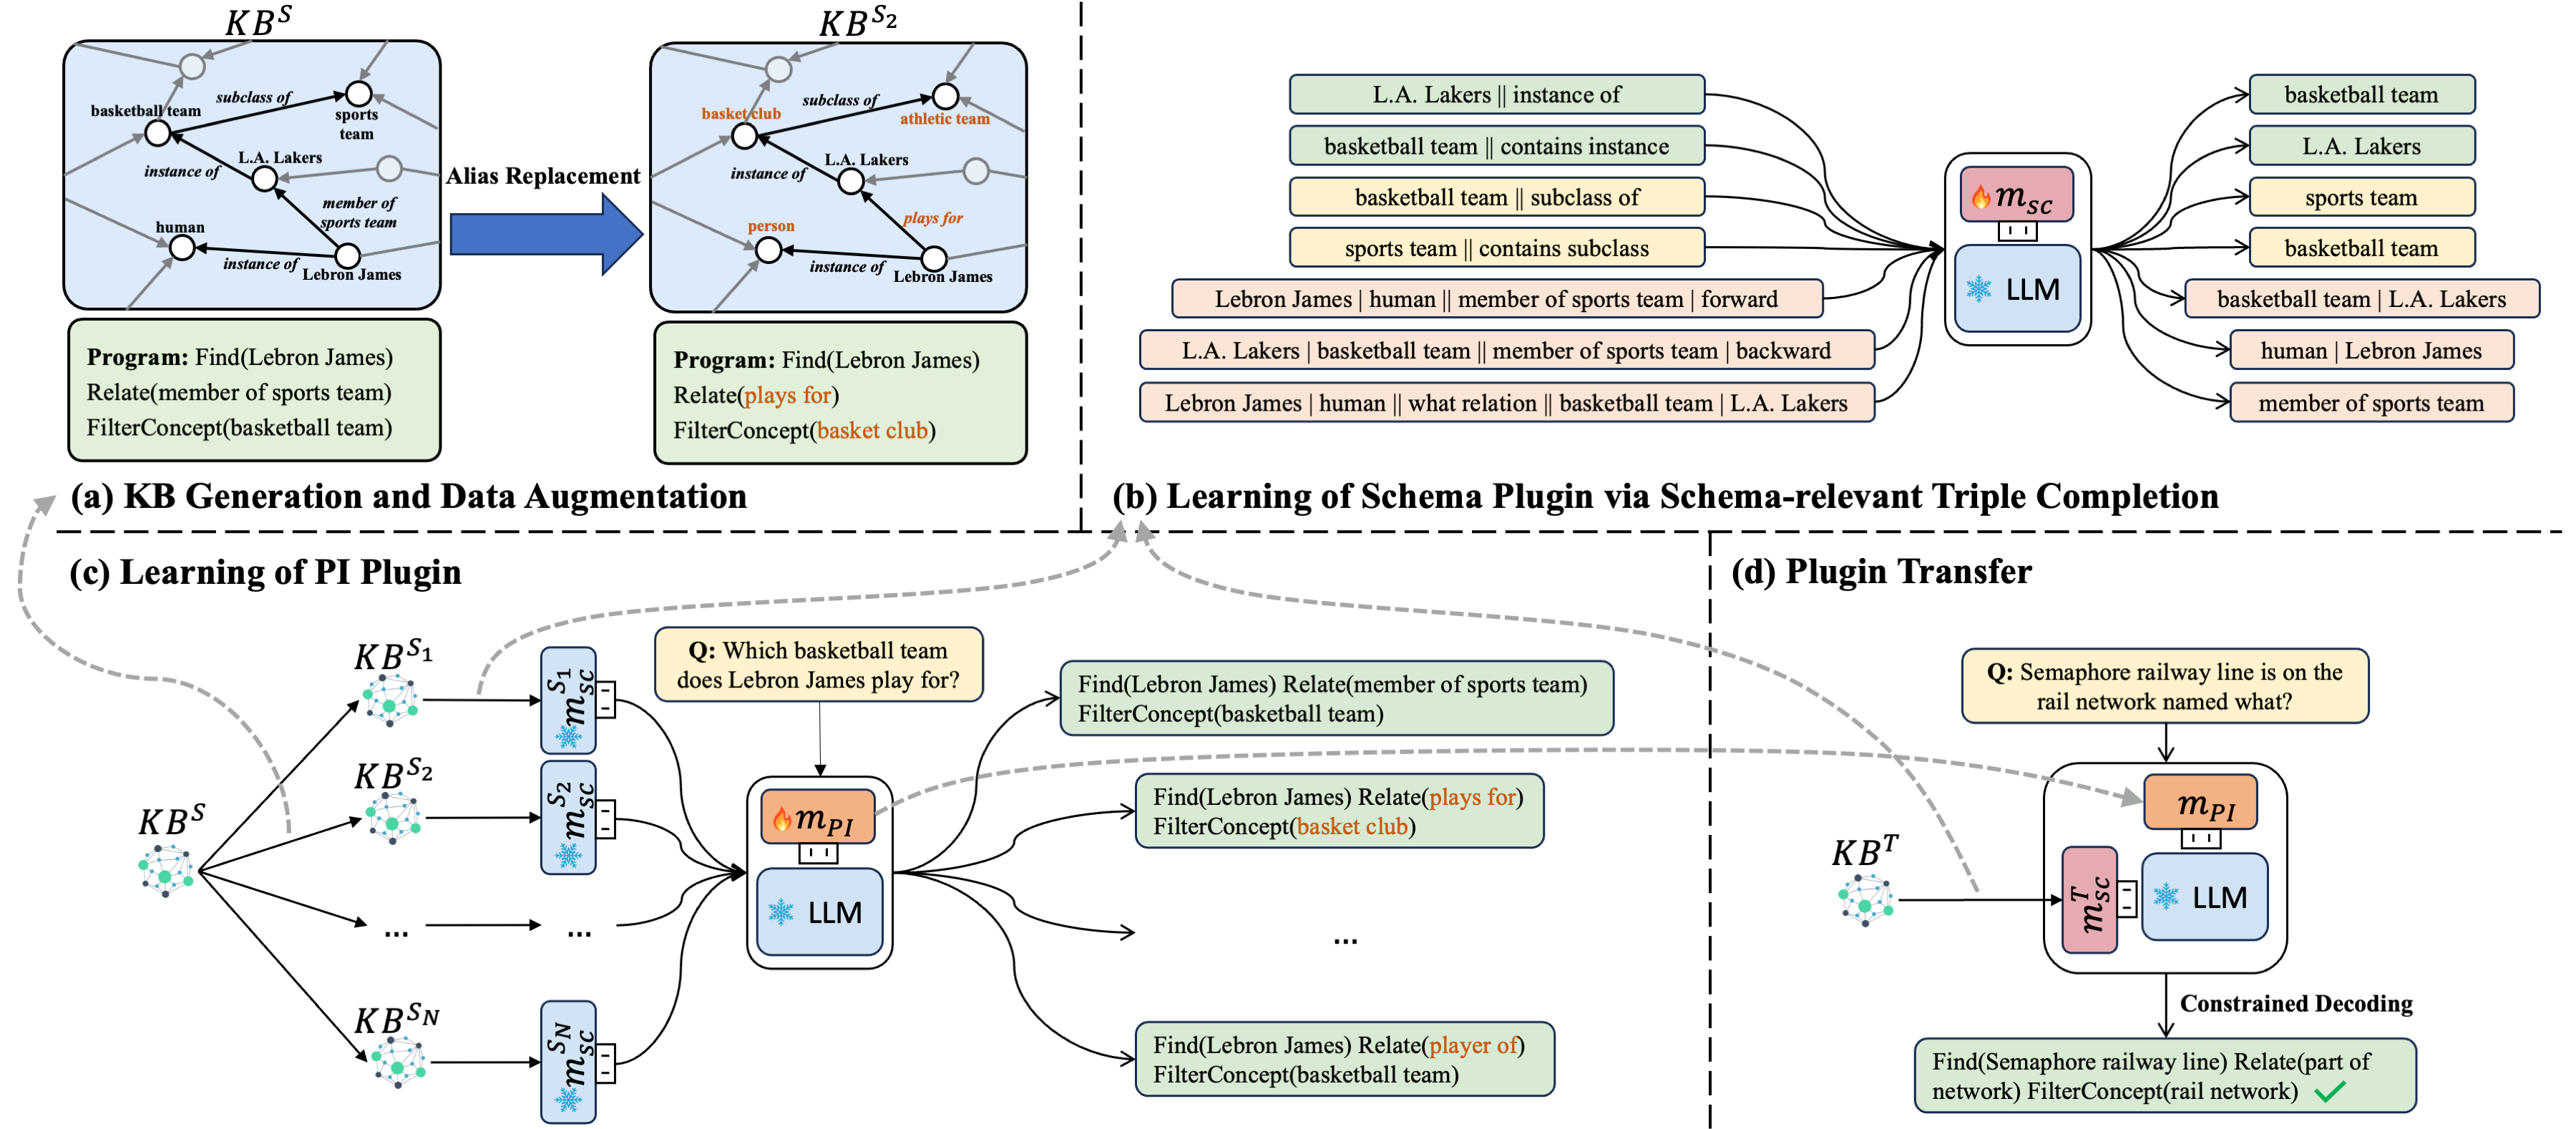 KB^S
basketball team
subclass of
sports
team
instance of
L.A. Lakers
member of
sports team
human
instance of
Lebron James
Program: Find(Lebron James)
Relate(member of sports team)
FilterConcept(basketball team)
Alias Replacement
KB^{S_2}
basket club
subclass of
athletic team
instance of
L.A. Lakers
plays for
person
instance of
Lebron James
Program: Find(Lebron James)
Relate(plays for)
FilterConcept(basket club)
(a) KB Generation and Data Augmentation
L.A. Lakers || instance of
basketball team || contains instance
basketball team || subclass of
sports team || contains subclass
Lebron James | human || member of sports team | forward
L.A. Lakers | basketball team || member of sports team | backward
Lebron James | human || what relation || basketball team | L.A. Lakers
m_{sc}
LLM
basketball team
L.A. Lakers
sports team
basketball team
basketball team | L.A. Lakers
human | Lebron James
member of sports team
(b) Learning of Schema Plugin via Schema-relevant Triple Completion
(c) Learning of PI Plugin
KB^S
KB^{S_1}
KB^{S_2}
...
KB^{S_N}
m_{sc}^{S_1}
m_{sc}^{S_2}
...
m_{sc}^{S_N}
Q: Which basketball team
does Lebron James play for?
m_{PI}
LLM
Find(Lebron James) Relate(member of sports team)
FilterConcept(basketball team)
Find(Lebron James) Relate(plays for)
FilterConcept(basket club)
...
Find(Lebron James) Relate(player of)
FilterConcept(basketball team)
(d) Plugin Transfer
Q: Semaphore railway line is on the
rail network named what?
KB^T
m_{PI}
m_{sc}^T
LLM
Constrained Decoding
Find(Semaphore railway line) Relate(part of
network) FilterConcept(rail network)